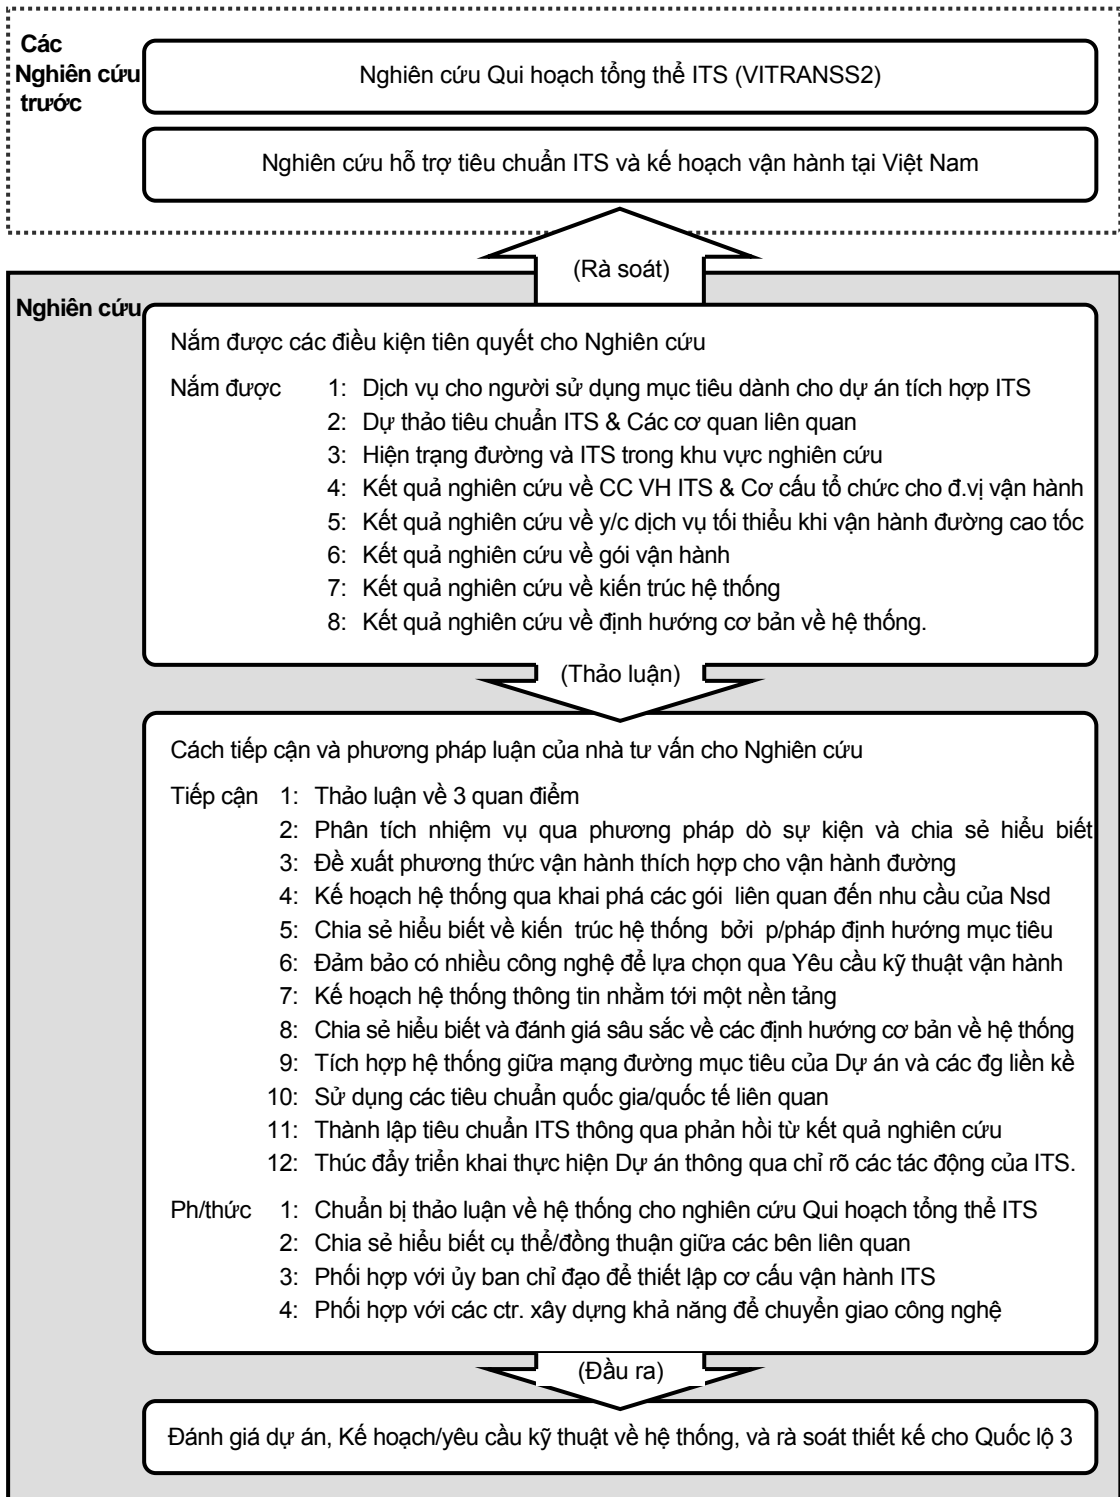 Các
Nghiên cứu
trước
Nghiên cứu Qui hoạch tổng thể ITS (VITRANSS2)
Nghiên cứu hỗ trợ tiêu chuẩn ITS và kế hoạch vận hành tại Việt Nam
(Rà soát)
Nghiên cứu
Nắm được các điều kiện tiên quyết cho Nghiên cứu
Nắm được 1: Dịch vụ cho người sử dụng mục tiêu dành cho dự án tích hợp ITS
2: Dự thảo tiêu chuẩn ITS & Các cơ quan liên quan
3: Hiện trạng đường và ITS trong khu vực nghiên cứu
4: Kết quả nghiên cứu về CC VH ITS & Cơ cấu tổ chức cho đ.vị vận hành
5: Kết quả nghiên cứu về y/c dịch vụ tối thiểu khi vận hành đường cao tốc
6: Kết quả nghiên cứu về gói vận hành
7: Kết quả nghiên cứu về kiến trúc hệ thống
8: Kết quả nghiên cứu về định hướng cơ bản về hệ thống.
(Thảo luận)
Cách tiếp cận và phương pháp luận của nhà tư vấn cho Nghiên cứu
Tiếp cận 1: Thảo luận về 3 quan điểm
2: Phân tích nhiệm vụ qua phương pháp dò sự kiện và chia sẻ hiểu biết
3: Đề xuất phương thức vận hành thích hợp cho vận hành đường
4: Kế hoạch hệ thống qua khai phá các gói liên quan đến nhu cầu của Nsd
5: Chia sẻ hiểu biết về kiến trúc hệ thống bởi p/pháp định hướng mục tiêu
6: Đảm bảo có nhiều công nghệ để lựa chọn qua Yêu cầu kỹ thuật vận hành
7: Kế hoạch hệ thống thông tin nhằm tới một nền tảng
8: Chia sẻ hiểu biết và đánh giá sâu sắc về các định hướng cơ bản về hệ thống
9: Tích hợp hệ thống giữa mạng đường mục tiêu của Dự án và các đg liền kề
10: Sử dụng các tiêu chuẩn quốc gia/quốc tế liên quan
11: Thành lập tiêu chuẩn ITS thông qua phản hồi từ kết quả nghiên cứu
12: Thúc đẩy triển khai thực hiện Dự án thông qua chỉ rõ các tác động của ITS.
Ph/thức 1: Chuẩn bị thảo luận về hệ thống cho nghiên cứu Qui hoạch tổng thể ITS
2: Chia sẻ hiểu biết cụ thể/đồng thuận giữa các bên liên quan
3: Phối hợp với ủy ban chỉ đạo để thiết lập cơ cấu vận hành ITS
4: Phối hợp với các ctr. xây dựng khả năng để chuyển giao công nghệ
(Đầu ra)
Đánh giá dự án, Kế hoạch/yêu cầu kỹ thuật về hệ thống, và rà soát thiết kế cho Quốc lộ 3